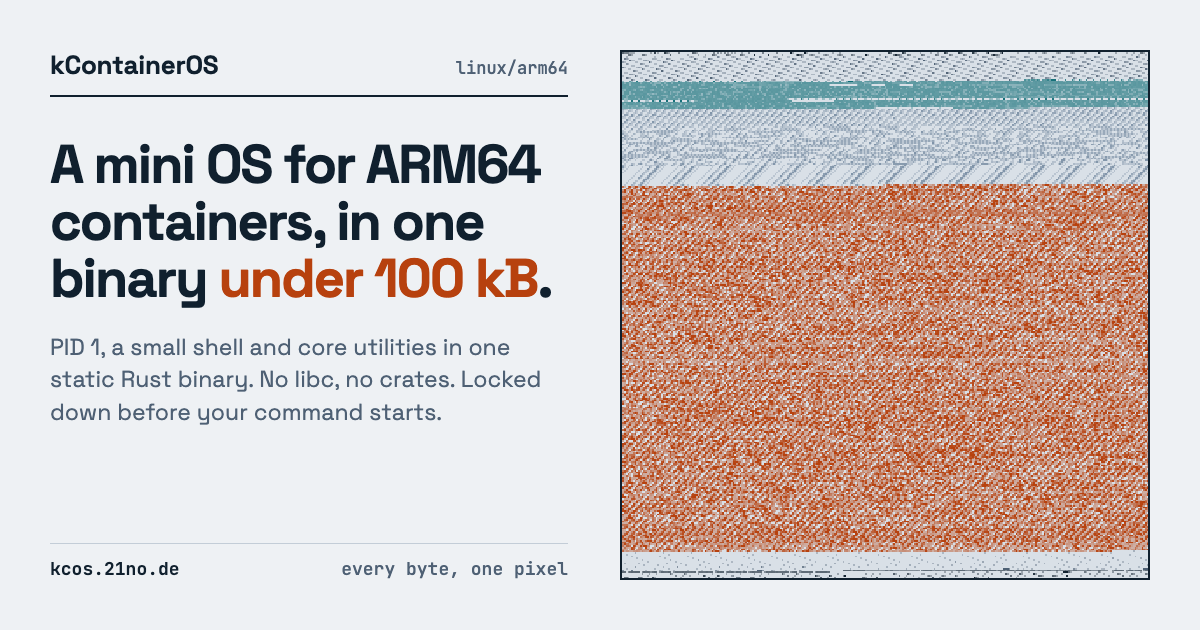 kContainerOS
linux/arm64
A mini OS for ARM64
containers, in one
binary under 100 kB.
PID 1, a small shell and core utilities in one
static Rust binary. No libc, no crates. Locked
down before your command starts.
kcos.21no.de
every byte, one pixel